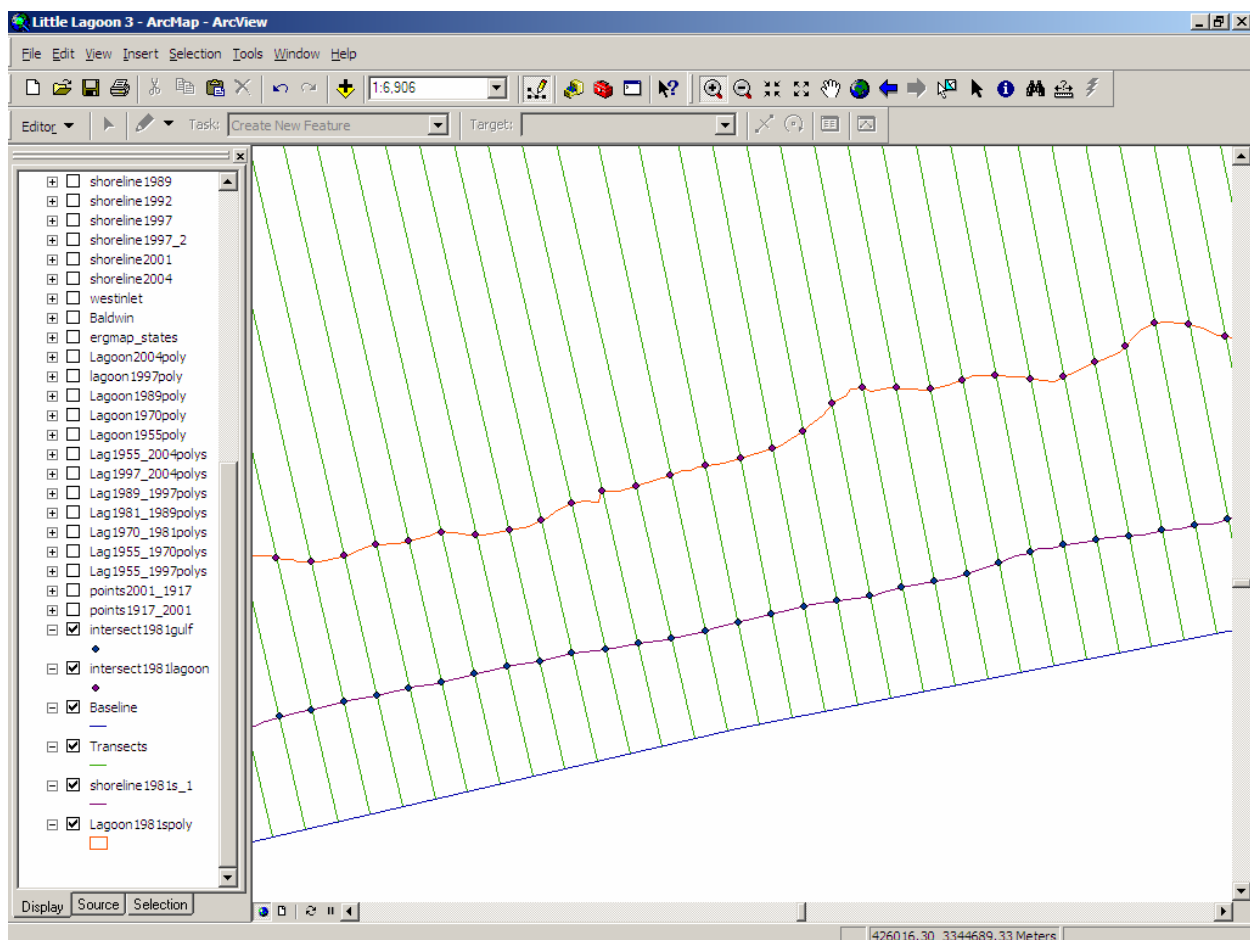 Little Lagoon 3 - ArcMap - ArcView
File Edit View Insert Selection Tools Window Help
1:6,906
Editor Task: Create New Feature Target:
shoreline1989
shoreline1992
shoreline1997
shoreline1997_2
shoreline2001
shoreline2004
westinlet
Baldwin
ergmap_states
Lagoon2004poly
lagoon1997poly
Lagoon1989poly
Lagoon1970poly
Lagoon1955poly
Lag1955_2004polys
Lag1997_2004polys
Lag1989_1997polys
Lag1981_1989polys
Lag1970_1981polys
Lag1955_1970polys
Lag1955_1997polys
points2001_1917
points1917_2001
intersect1981gulf
intersect1981lagoon
Baseline
Transects
shoreline1981s_1
Lagoon1981spoly
Display Source Selection
426016.30 3344689.33 Meters